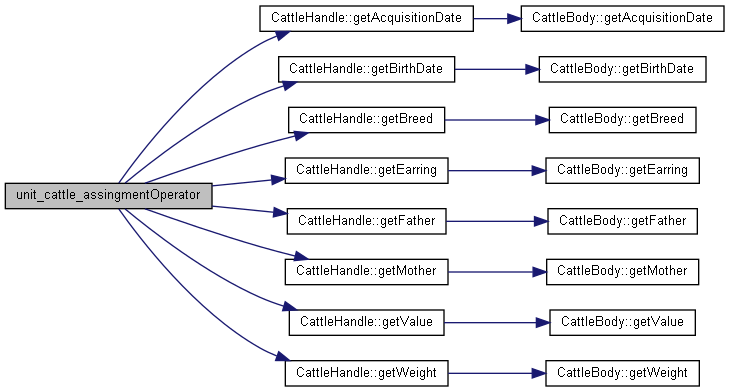 CattleHandle::getAcquisitionDate
CattleBody::getAcquisitionDate
CattleHandle::getBirthDate
CattleBody::getBirthDate
CattleHandle::getBreed
CattleBody::getBreed
CattleHandle::getEarring
CattleBody::getEarring
unit_cattle_assingmentOperator
CattleHandle::getFather
CattleBody::getFather
CattleHandle::getMother
CattleBody::getMother
CattleHandle::getValue
CattleBody::getValue
CattleHandle::getWeight
CattleBody::getWeight